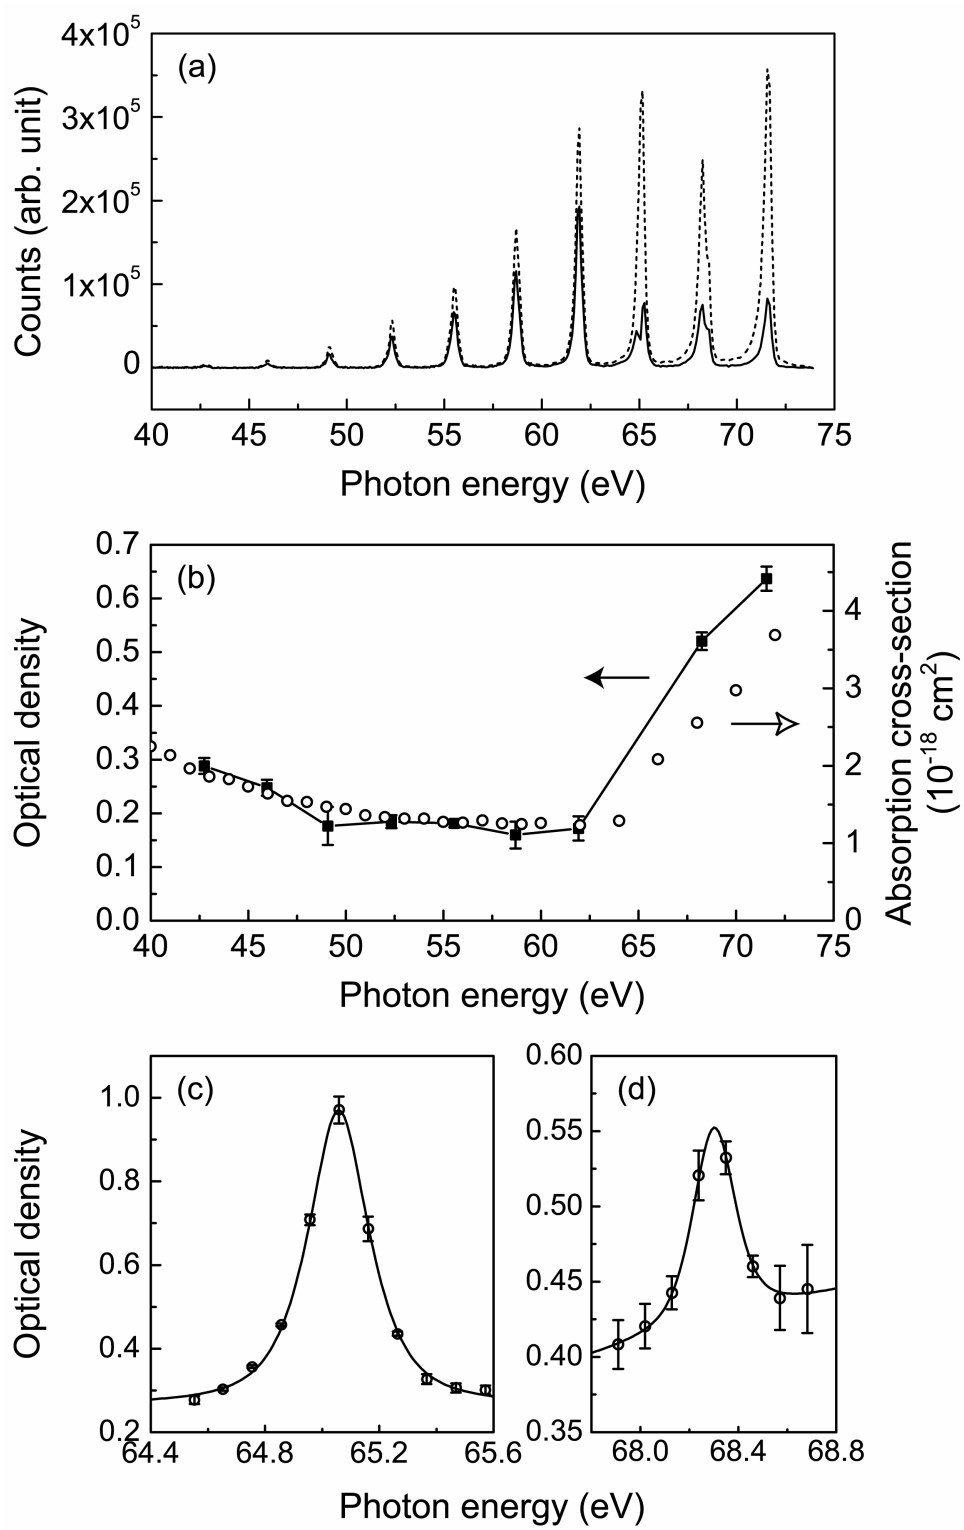 (a)
Counts (arb. unit)
4x10⁵
3x10⁵
2x10⁵
1x10⁵
0
40 45 50 55 60 65 70 75
Photon energy (eV)
(b)
Optical density
0.7
0.6
0.5
0.4
0.3
0.2
0.1
0.0
Absorption cross-section
(10⁻¹⁸ cm²)
4
3
2
1
0
40 45 50 55 60 65 70 75
Photon energy (eV)
(c)
Optical density
1.0
0.8
0.6
0.4
0.2
64.4 64.8 65.2 65.6
(d)
0.60
0.55
0.50
0.45
0.40
0.35
68.0 68.4 68.8
Photon energy (eV)